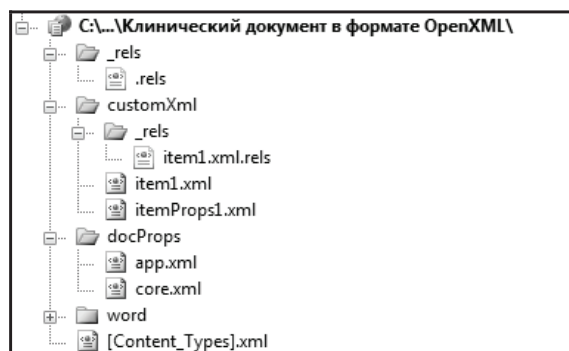 C:\...\Клинический документ в формате OpenXML\
_rels
.rels
customXml
_rels
item1.xml.rels
item1.xml
itemProps1.xml
docProps
app.xml
core.xml
word
[Content_Types].xml